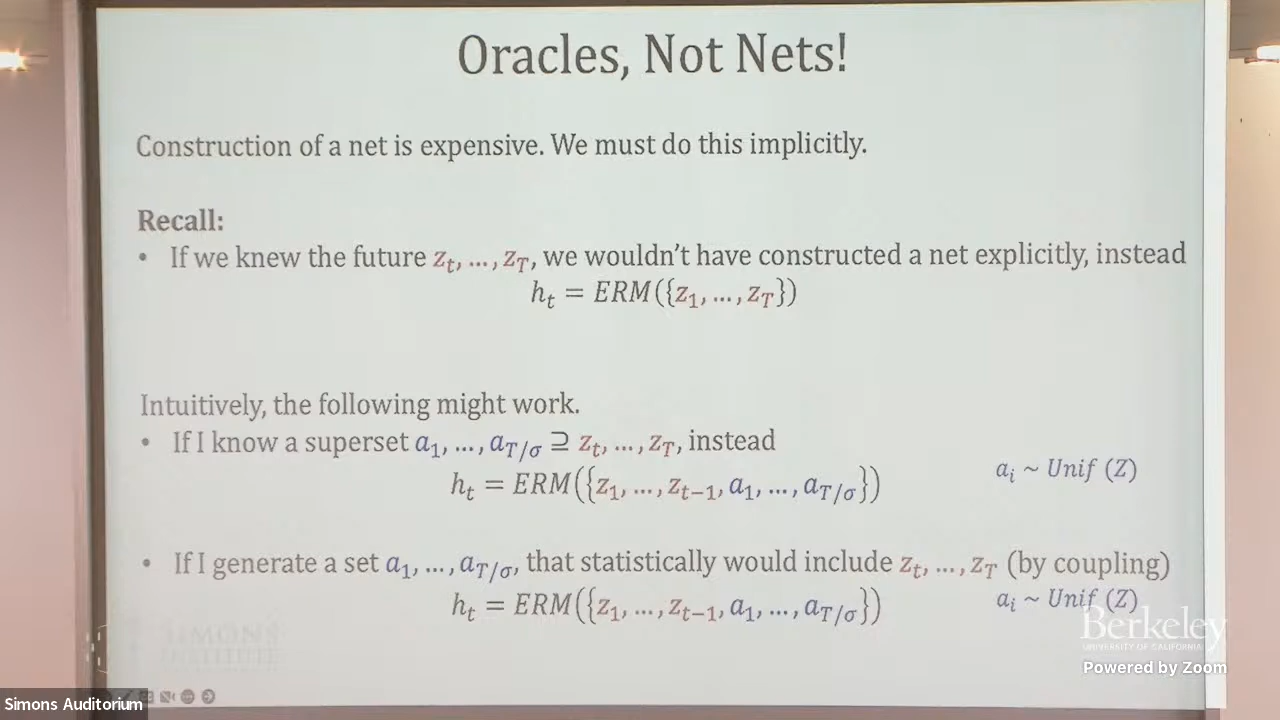 Oracles, Not Nets!
Construction of a net is expensive. We must do this implicitly.
Recall:
• If we knew the future z_t, …, z_T, we wouldn't have constructed a net explicitly, instead
h_t = ERM({z_1, …, z_T})
Intuitively, the following might work.
• If I know a superset a_1, …, a_{T/σ} ⊇ z_t, …, z_T, instead
h_t = ERM({z_1, …, z_{t−1}, a_1, …, a_{T/σ}})
a_i ~ Unif (Z)
• If I generate a set a_1, …, a_{T/σ}, that statistically would include z_t, …, z_T (by coupling)
h_t = ERM({z_1, …, z_{t−1}, a_1, …, a_{T/σ}})
a_i ~ Unif (Z)
Berkeley
UNIVERSITY OF CALIFORNIA
Powered by Zoom
SIMONS
INSTITUTE
Simons Auditorium